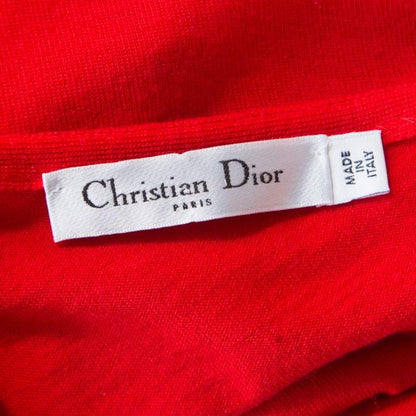 Christian Dior
PARIS
MADE
IN
ITALY